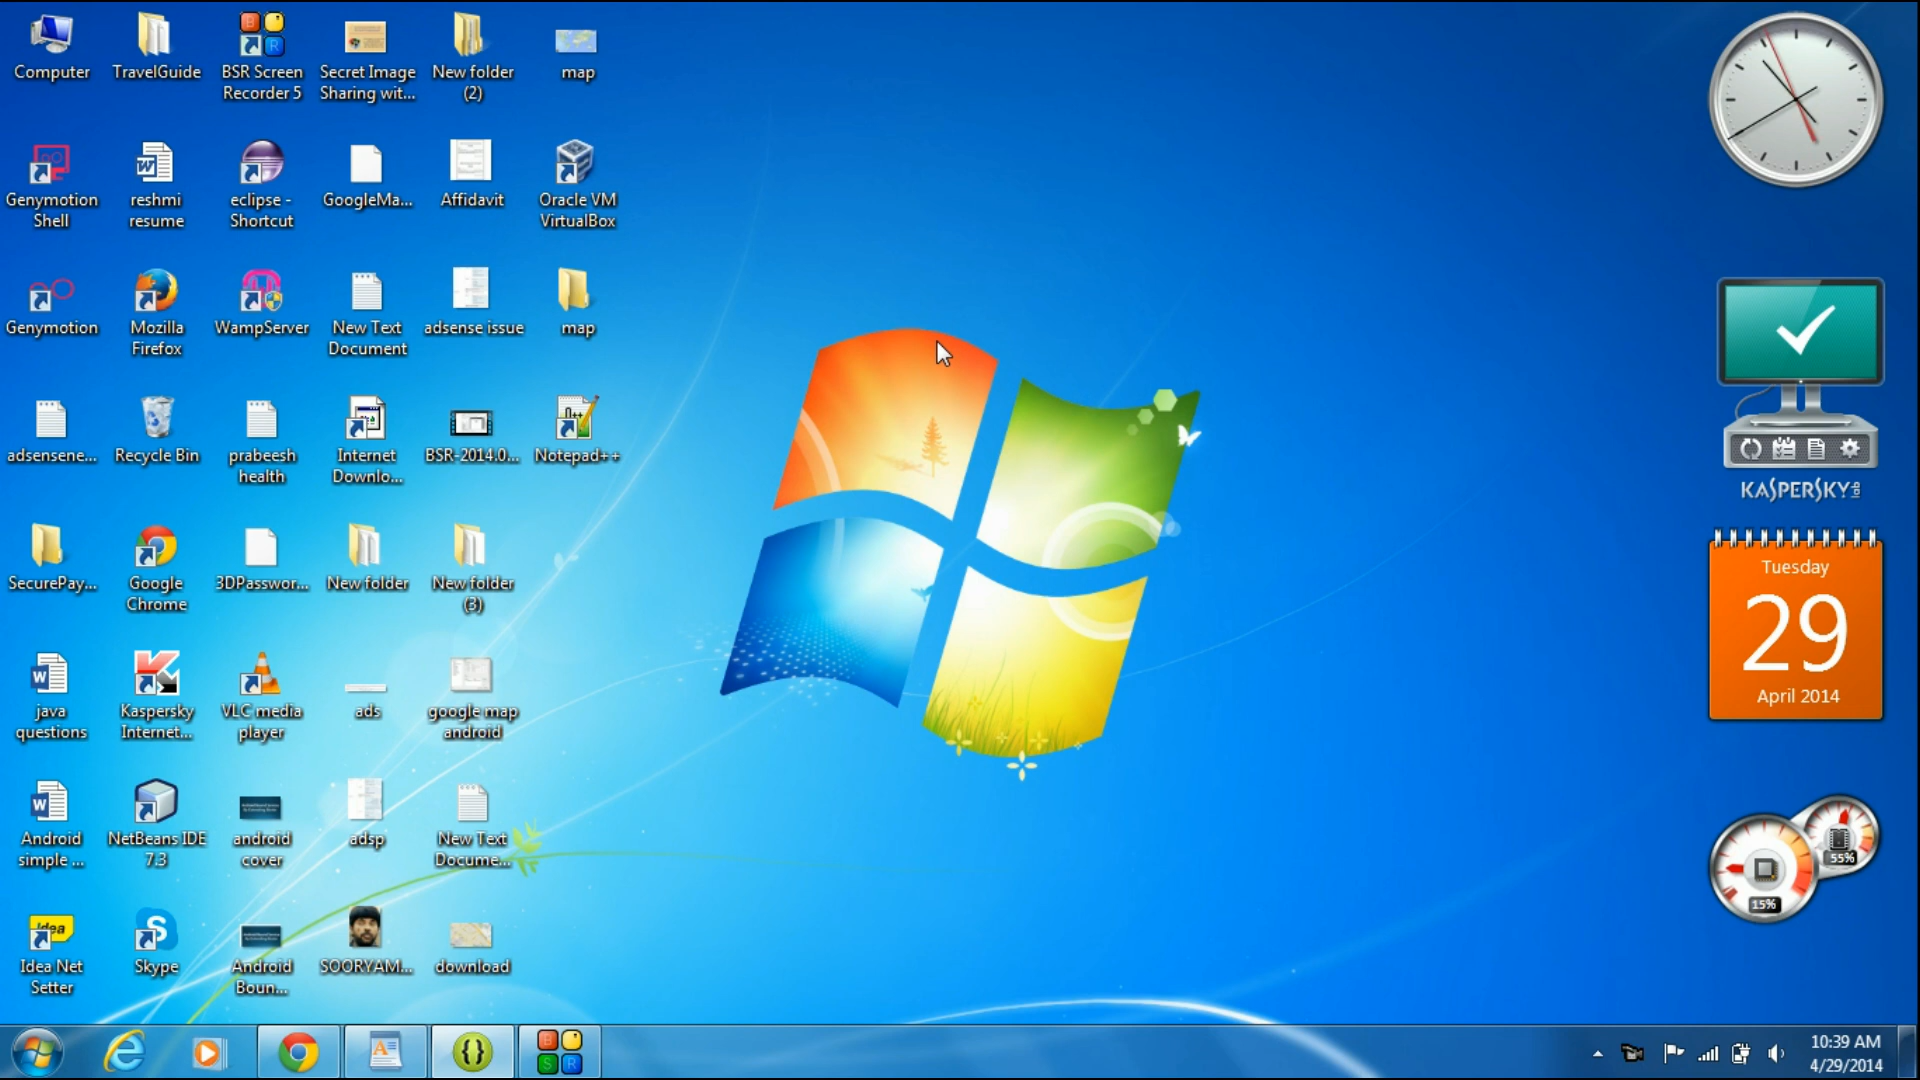 Computer
TravelGuide
BSR Screen
Recorder 5
Secret Image
Sharing wit...
New folder
(2)
map
Genymotion
Shell
reshmi
resume
eclipse -
Shortcut
GoogleMa...
Affidavit
Oracle VM
VirtualBox
Genymotion
Mozilla
Firefox
WampServer
New Text
Document
adsense issue
map
adsensene...
Recycle Bin
prabeesh
health
Internet
Downlo...
BSR-2014.0...
Notepad++
SecurePay...
Google
Chrome
3DPasswor...
New folder
New folder
(3)
java
questions
Kaspersky
Internet...
VLC media
player
ads
google map
android
Android
simple ...
NetBeans IDE
7.3
android
cover
adsp
New Text
Docume...
Idea Net
Setter
Skype
Android
Boun...
SOORYAM...
download
KASPERSKY lab
Tuesday
29
April 2014
55%
15%
10:39 AM
4/29/2014